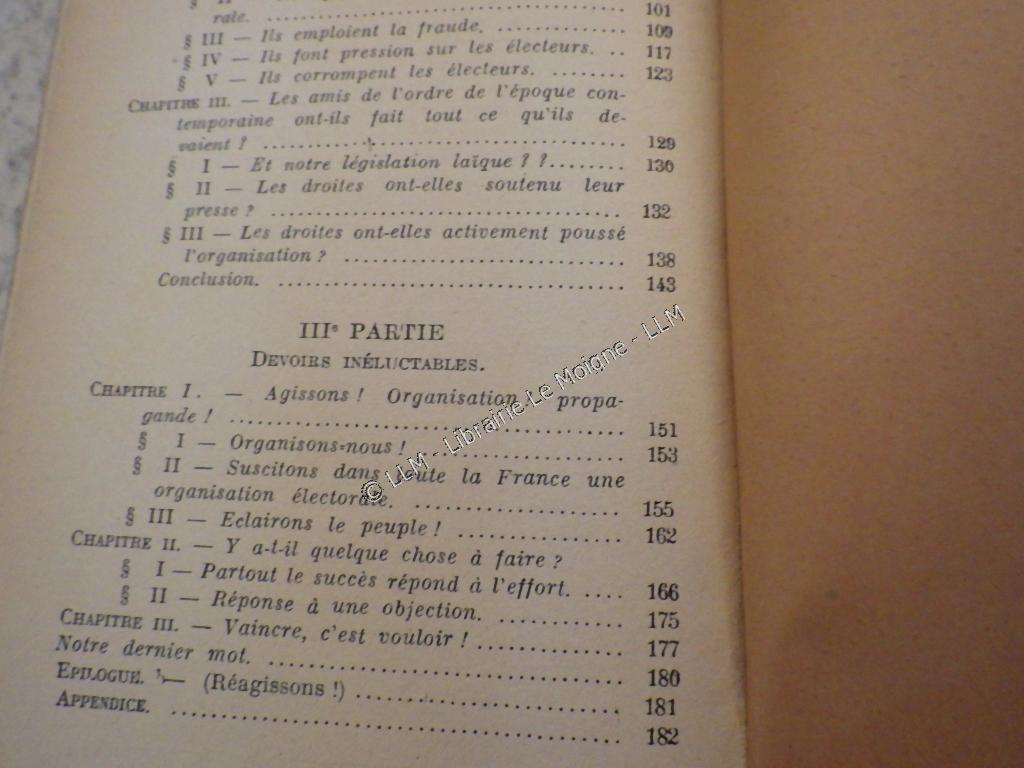 rale. .......... 101
§ III — Ils emploient la fraude. .......... 109
§ IV — Ils font pression sur les électeurs. .. 117
§ V — Ils corrompent les électeurs. ........ 123
CHAPITRE III. — Les amis de l'ordre de l'époque con-
temporaine ont-ils fait tout ce qu'ils de-
vaient ? .......... 129
§ I — Et notre législation laïque ? ?........ 130
§ II — Les droites ont-elles soutenu leur
presse ? .......... 132
§ III — Les droites ont-elles activement poussé
l'organisation ? .......... 138
Conclusion. .......... 143
IIIe PARTIE
DEVOIRS INÉLUCTABLES.
CHAPITRE I. — Agissons ! Organisation, propa-
gande ! .......... 151
§ I — Organisons-nous ! .......... 153
§ II — Suscitons dans toute la France une
organisation électorale. .......... 155
§ III — Eclairons le peuple ! .......... 162
CHAPITRE II. — Y a-t-il quelque chose à faire ?
§ I — Partout le succès répond à l'effort. .... 166
§ II — Réponse à une objection. .......... 175
CHAPITRE III. — Vaincre, c'est vouloir ! .......... 177
Notre dernier mot. .......... 180
EPILOGUE. — (Réagissons !) .......... 181
APPENDICE. .......... 182
© LLM - Librairie Le Moigne - LLM